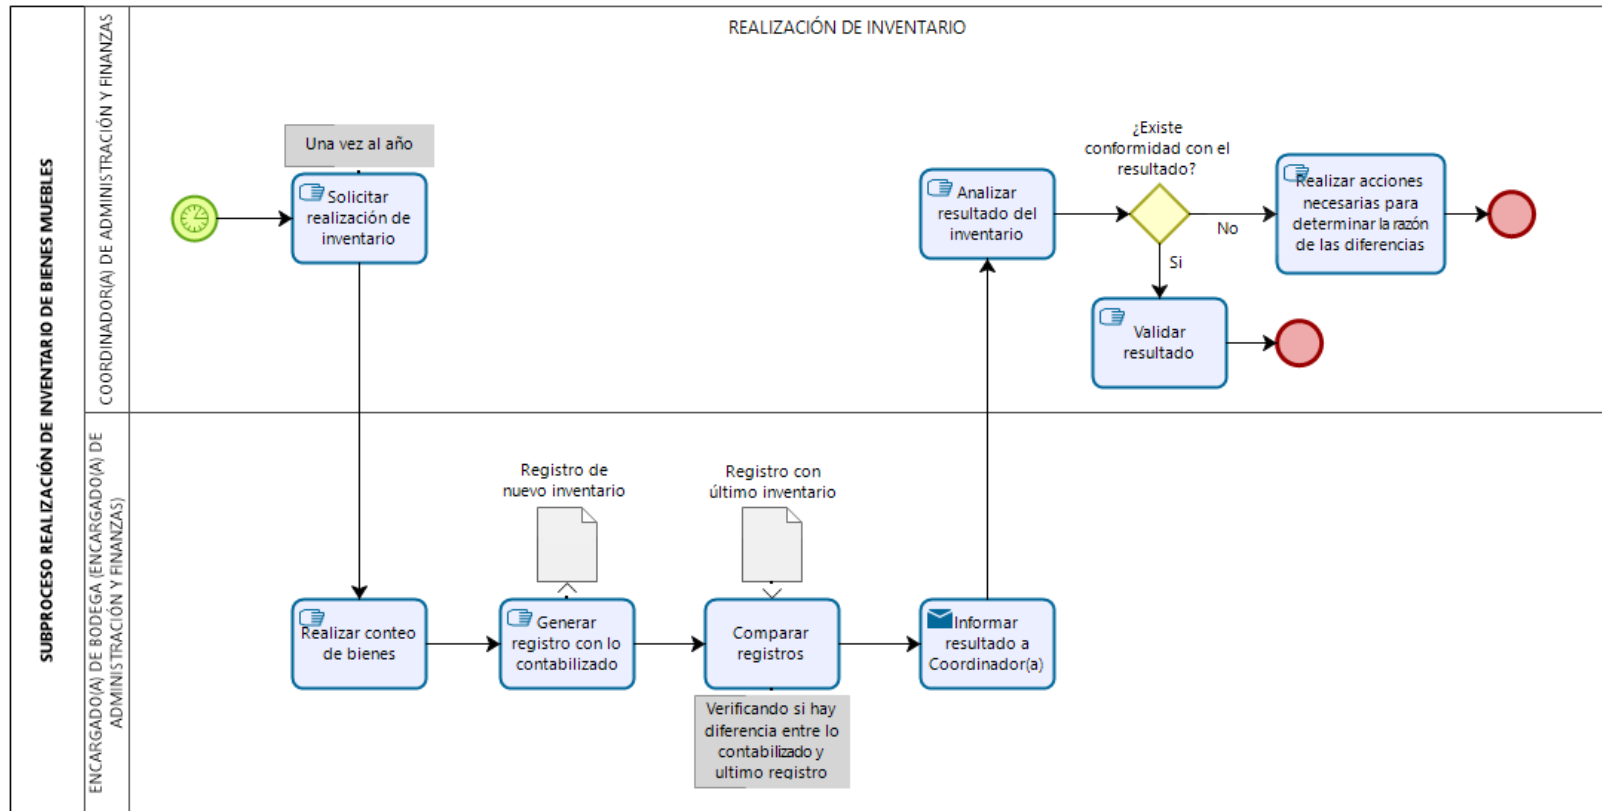 SUBPROCESO REALIZACIÓN DE INVENTARIO DE BIENES MUEBLES
COORDINADOR(A) DE ADMINISTRACIÓN Y FINANZAS
REALIZACIÓN DE INVENTARIO
Una vez al año
Solicitar
realización de
inventario
Analizar
resultado del
inventario
¿Existe
conformidad con el
resultado?
No
Si
Realizar acciones
necesarias para
determinar la razón
de las diferencias
Validar
resultado
ENCARGADO(A) DE BODEGA (ENCARGADO(A) DE
ADMINISTRACIÓN Y FINANZAS)
Realizar conteo
de bienes
Registro de
nuevo inventario
Generar
registro con lo
contabilizado
Registro con
último inventario
Comparar
registros
Verificando si hay
diferencia entre lo
contabilizado y
ultimo registro
Informar
resultado a
Coordinador(a)